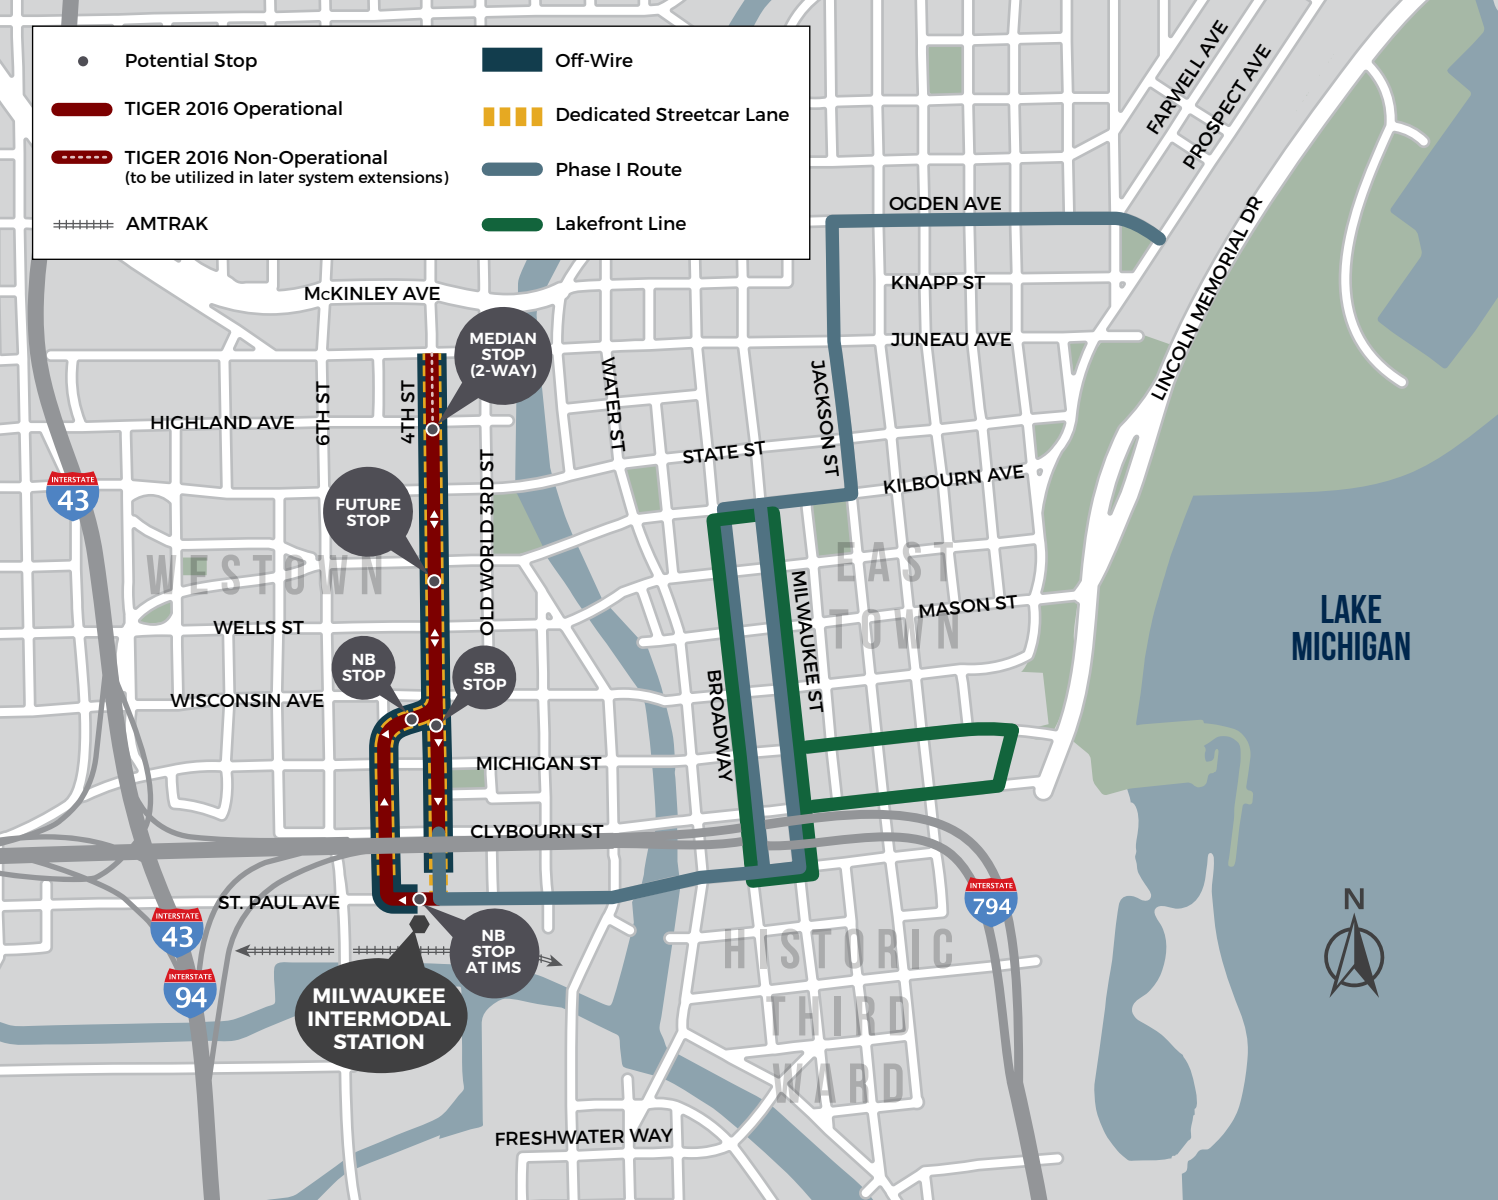 Potential Stop
TIGER 2016 Operational
TIGER 2016 Non-Operational
(to be utilized in later system extensions)
AMTRAK
Off-Wire
Dedicated Streetcar Lane
Phase I Route
Lakefront Line
FARWELL AVE
PROSPECT AVE
OGDEN AVE
LINCOLN MEMORIAL DR
KNAPP ST
McKINLEY AVE
JUNEAU AVE
MEDIAN
STOP
(2-WAY)
WATER ST
JACKSON ST
6TH ST
4TH ST
HIGHLAND AVE
STATE ST
OLD WORLD 3RD ST
KILBOURN AVE
INTERSTATE
43
FUTURE
STOP
WESTOWN
EAST
TOWN
MASON ST
MILWAUKEE ST
LAKE
MICHIGAN
WELLS ST
NB
STOP
SB
STOP
WISCONSIN AVE
BROADWAY
MICHIGAN ST
CLYBOURN ST
ST. PAUL AVE
INTERSTATE
794
N
INTERSTATE
43
INTERSTATE
94
NB
STOP
AT IMS
HISTORIC
THIRD
WARD
MILWAUKEE
INTERMODAL
STATION
FRESHWATER WAY